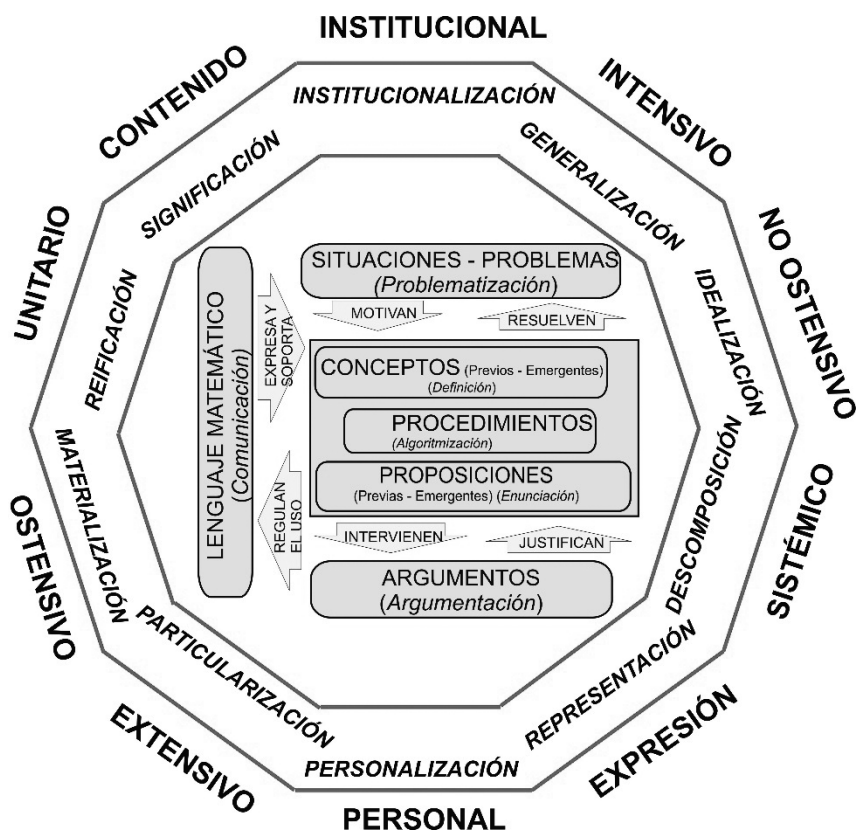 INSTITUCIONAL
CONTENIDO
INTENSIVO
UNITARIO
NO OSTENSIVO
OSTENSIVO
SISTÉMICO
EXTENSIVO
EXPRESIÓN
PERSONAL
INSTITUCIONALIZACIÓN
SIGNIFICACIÓN
GENERALIZACIÓN
REIFICACIÓN
IDEALIZACIÓN
MATERIALIZACIÓN
DESCOMPOSICIÓN
PARTICULARIZACIÓN
REPRESENTACIÓN
PERSONALIZACIÓN
LENGUAJE MATEMÁTICO
(Comunicación)
EXPRESA Y
SOPORTA
REGULAN
EL USO
SITUACIONES - PROBLEMAS
(Problematización)
MOTIVAN
RESUELVEN
CONCEPTOS (Previos - Emergentes)
(Definición)
PROCEDIMIENTOS
(Algoritmización)
PROPOSICIONES
(Previas - Emergentes) (Enunciación)
INTERVIENEN
JUSTIFICAN
ARGUMENTOS
(Argumentación)